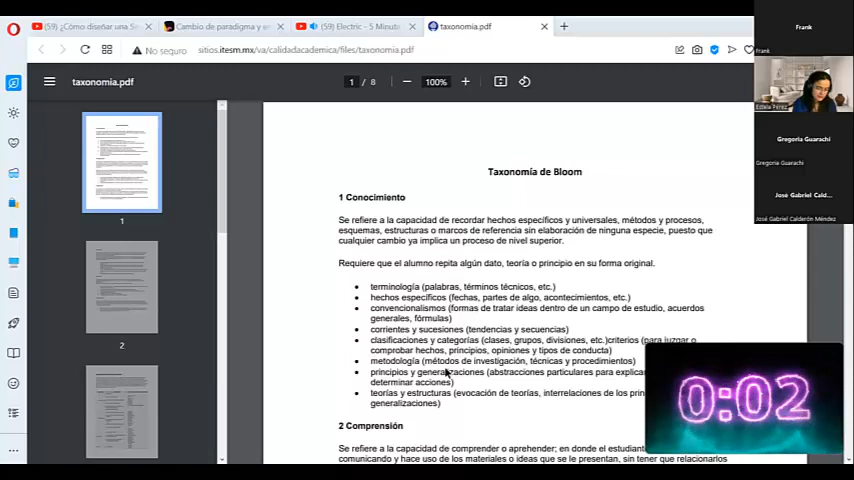 (59) ¿Cómo diseñar una Se
Cambio de paradigma y en
(59) Electric - 5 Minute
taxonomia.pdf
No seguro
sitios.itesm.mx/va/calidadacademica/files/taxonomia.pdf
taxonomia.pdf
1 / 8
100%
Frank
Frank
Estela Pérez
Gregoria Guarachi
Gregoria Guarachi
José Gabriel Cald...
José Gabriel Calderón Méndez
1
2
Taxonomía de Bloom
1 Conocimiento
Se refiere a la capacidad de recordar hechos específicos y universales, métodos y procesos,
esquemas, estructuras o marcos de referencia sin elaboración de ninguna especie, puesto que
cualquier cambio ya implica un proceso de nivel superior.
Requiere que el alumno repita algún dato, teoría o principio en su forma original.
terminología (palabras, términos técnicos, etc.)
hechos específicos (fechas, partes de algo, acontecimientos, etc.)
convencionalismos (formas de tratar ideas dentro de un campo de estudio, acuerdos
generales, fórmulas)
corrientes y sucesiones (tendencias y secuencias)
clasificaciones y categorías (clases, grupos, divisiones, etc.)criterios (para juzgar o
comprobar hechos, principios, opiniones y tipos de conducta)
metodología (métodos de investigación, técnicas y procedimientos)
principios y generalizaciones (abstracciones particulares para explicar
determinar acciones)
teorías y estructuras (evocación de teorías, interrelaciones de los prin
generalizaciones)
2 Comprensión
Se refiere a la capacidad de comprender o aprehender; en donde el estudiant
comunicando y hace uso de los materiales o ideas que se le presentan, sin tener que relacionarlos
0:02